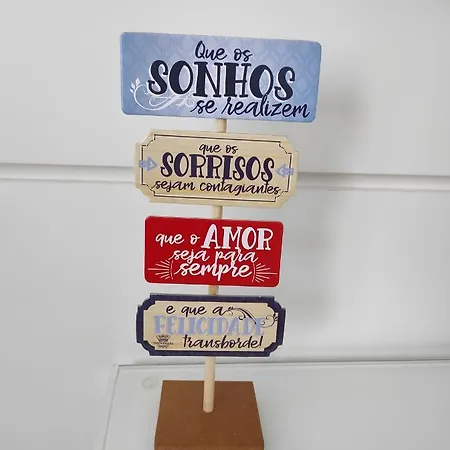 Que os
SONHOS
se realizem
que os
SORRISOS
sejam contagiantes
que o AMOR
seja para
sempre
e que a
FELICIDADE
transborde!